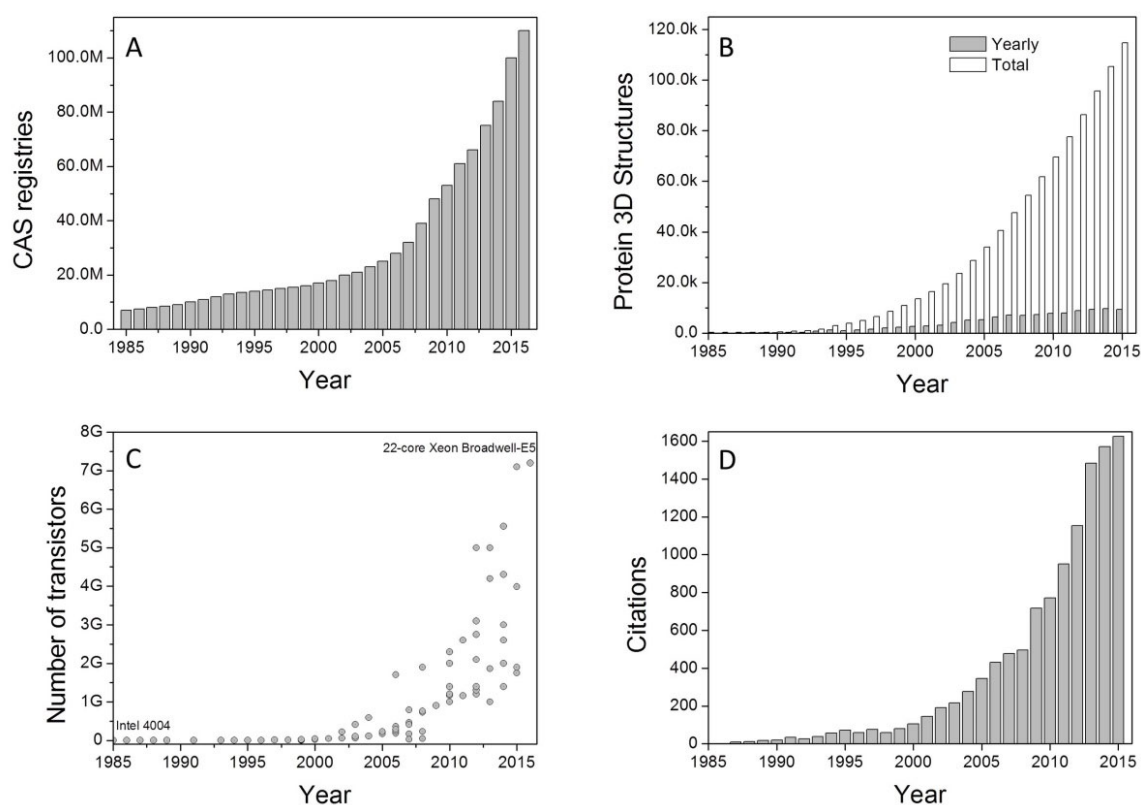 A
CAS registries
100.0M
80.0M
60.0M
40.0M
20.0M
0.0
1985 1990 1995 2000 2005 2010 2015
Year
B
Yearly
Total
Protein 3D Structures
120.0k
100.0k
80.0k
60.0k
40.0k
20.0k
0.0
1985 1990 1995 2000 2005 2010 2015
Year
C
22-core Xeon Broadwell-E5
Intel 4004
Number of transistors
8G
7G
6G
5G
4G
3G
2G
1G
0
1985 1990 1995 2000 2005 2010 2015
Year
D
Citations
1600
1400
1200
1000
800
600
400
200
0
1985 1990 1995 2000 2005 2010 2015
Year